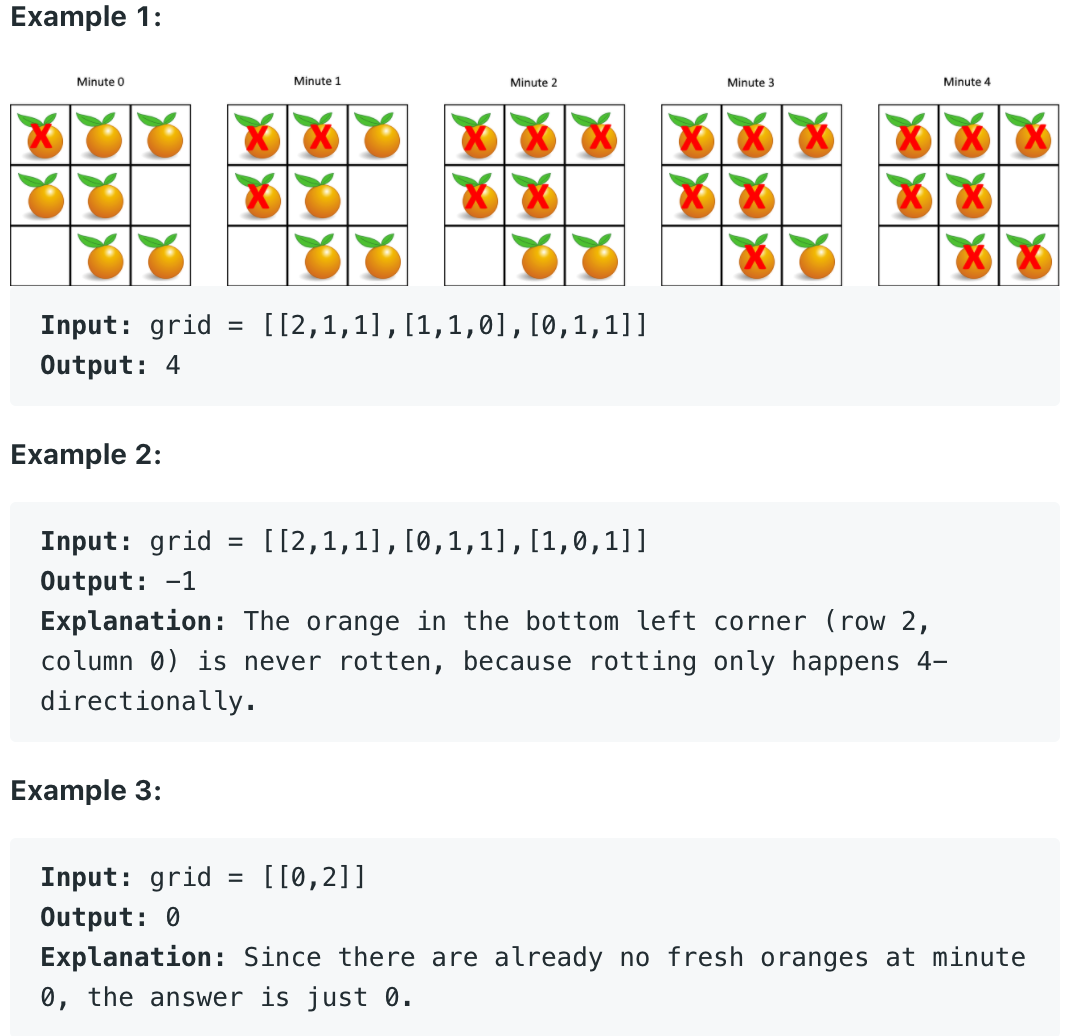 Example 1:
Minute 0 Minute 1 Minute 2 Minute 3 Minute 4
X X X X X X X X X X X X X X X X X X X X X
Input: grid = [[2,1,1],[1,1,0],[0,1,1]]
Output: 4
Example 2:
Input: grid = [[2,1,1],[0,1,1],[1,0,1]]
Output: −1
Explanation: The orange in the bottom left corner (row 2,
column 0) is never rotten, because rotting only happens 4–
directionally.
Example 3:
Input: grid = [[0,2]]
Output: 0
Explanation: Since there are already no fresh oranges at minute
0, the answer is just 0.